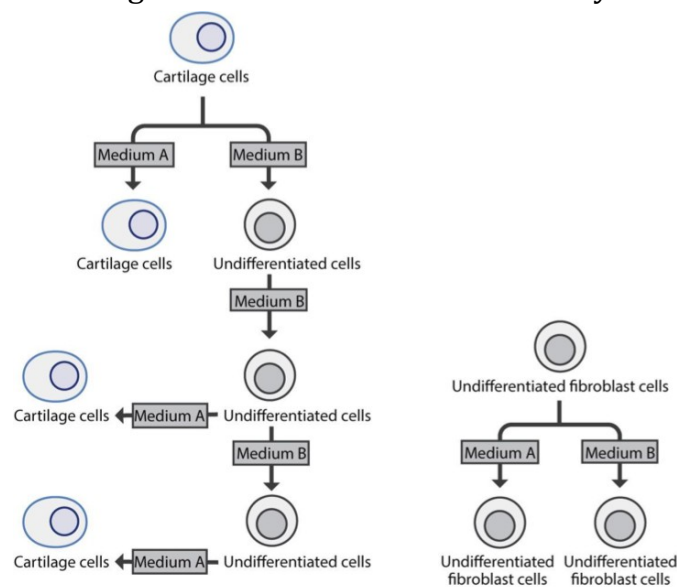 Cartilage cells
Medium A
Medium B
Cartilage cells
Undifferentiated cells
Medium B
Cartilage cells
Medium A
Undifferentiated cells
Medium B
Cartilage cells
Medium A
Undifferentiated cells
Undifferentiated fibroblast cells
Medium A
Medium B
Undifferentiated
fibroblast cells
Undifferentiated
fibroblast cells